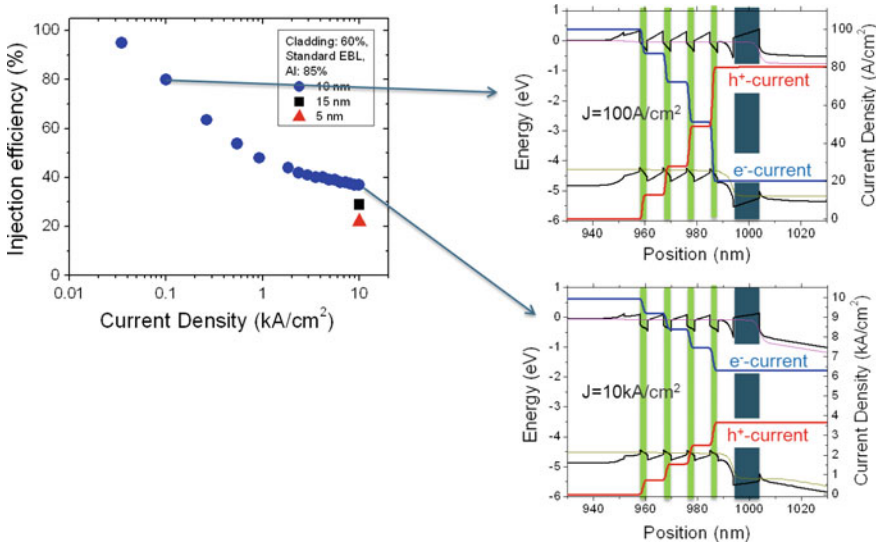 100
80
60
40
20
0
Injection efficiency (%)
Cladding: 60%,
Standard EBL,
Al: 85%
10 nm
15 nm
5 nm
0.01
0.1
1
10
100
Current Density (kA/cm²)
1
0
-1
-2
-3
-4
-5
-6
Energy (eV)
J=100A/cm²
h⁺-current
e⁻-current
100
80
60
40
20
0
Current Density (A/cm²)
940
960
980
1000
1020
Position (nm)
1
0
-1
-2
-3
-4
-5
-6
Energy (eV)
J=10kA/cm²
e⁻-current
h⁺-current
10
9
8
7
6
5
4
3
2
1
0
Current Density (kA/cm²)
940
960
980
1000
1020
Position (nm)